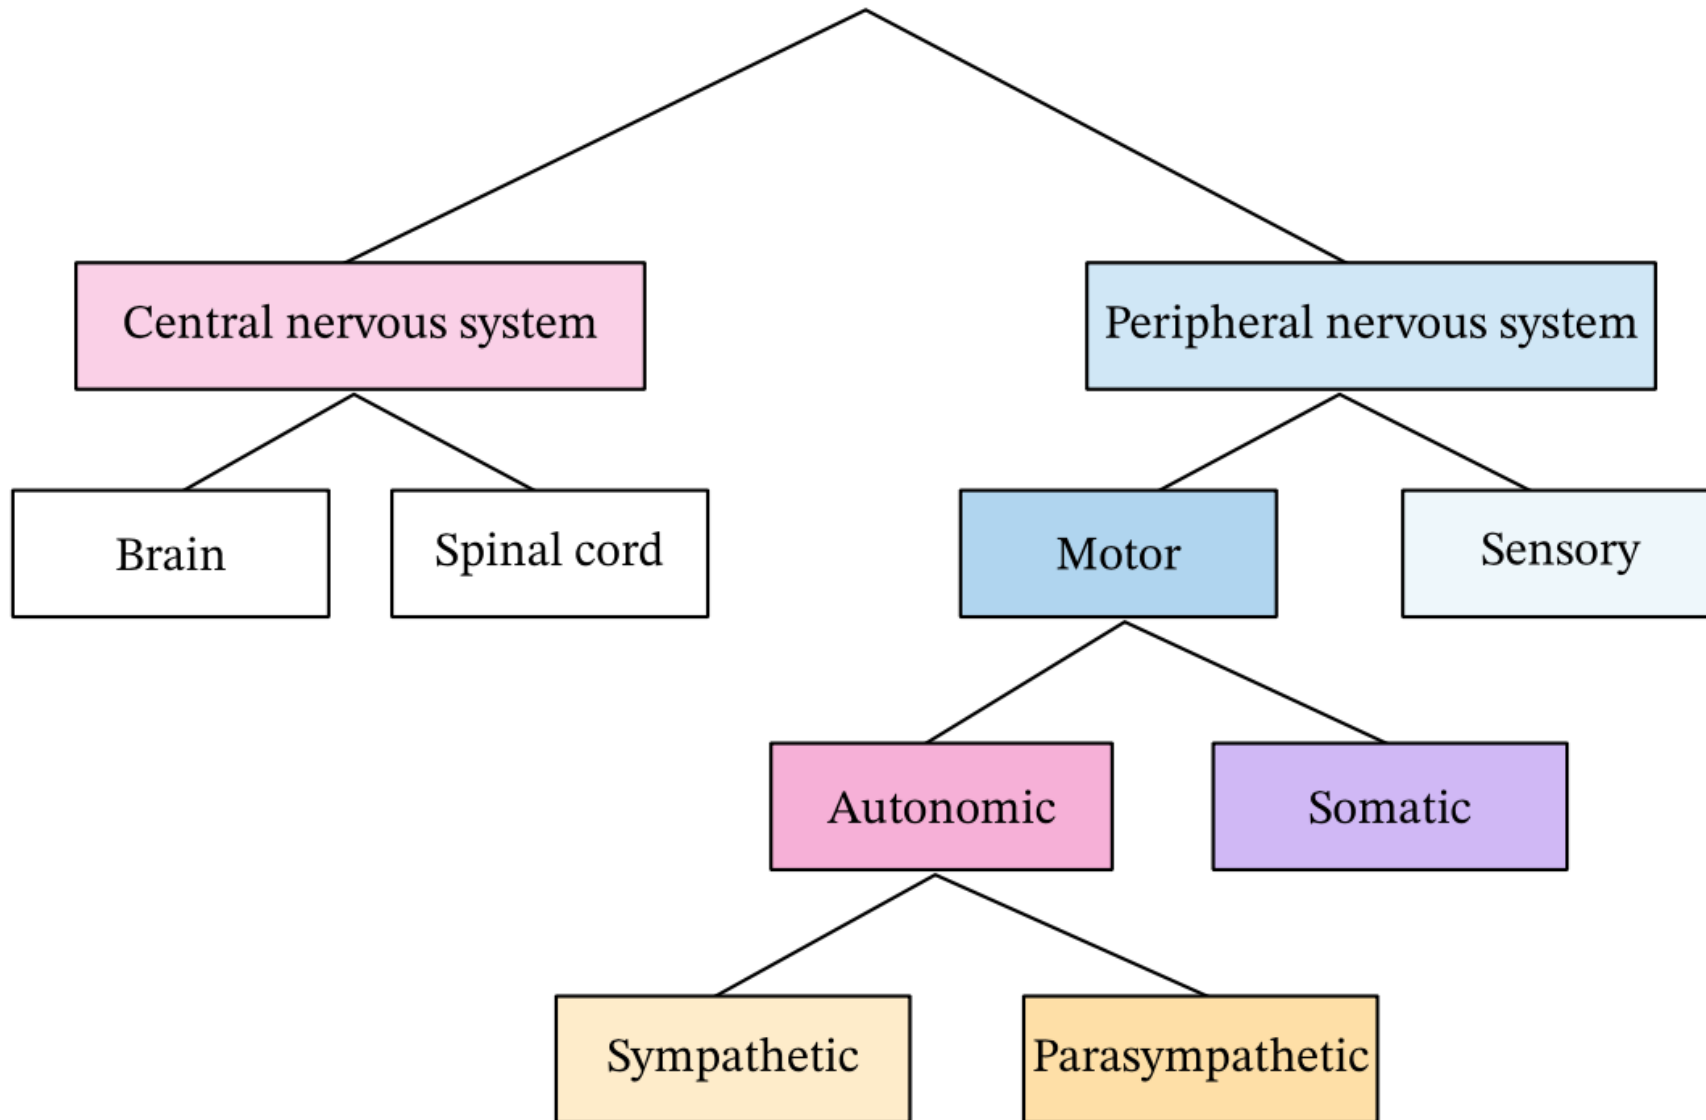 Central nervous system
Peripheral nervous system
Brain
Spinal cord
Motor
Sensory
Autonomic
Somatic
Sympathetic
Parasympathetic